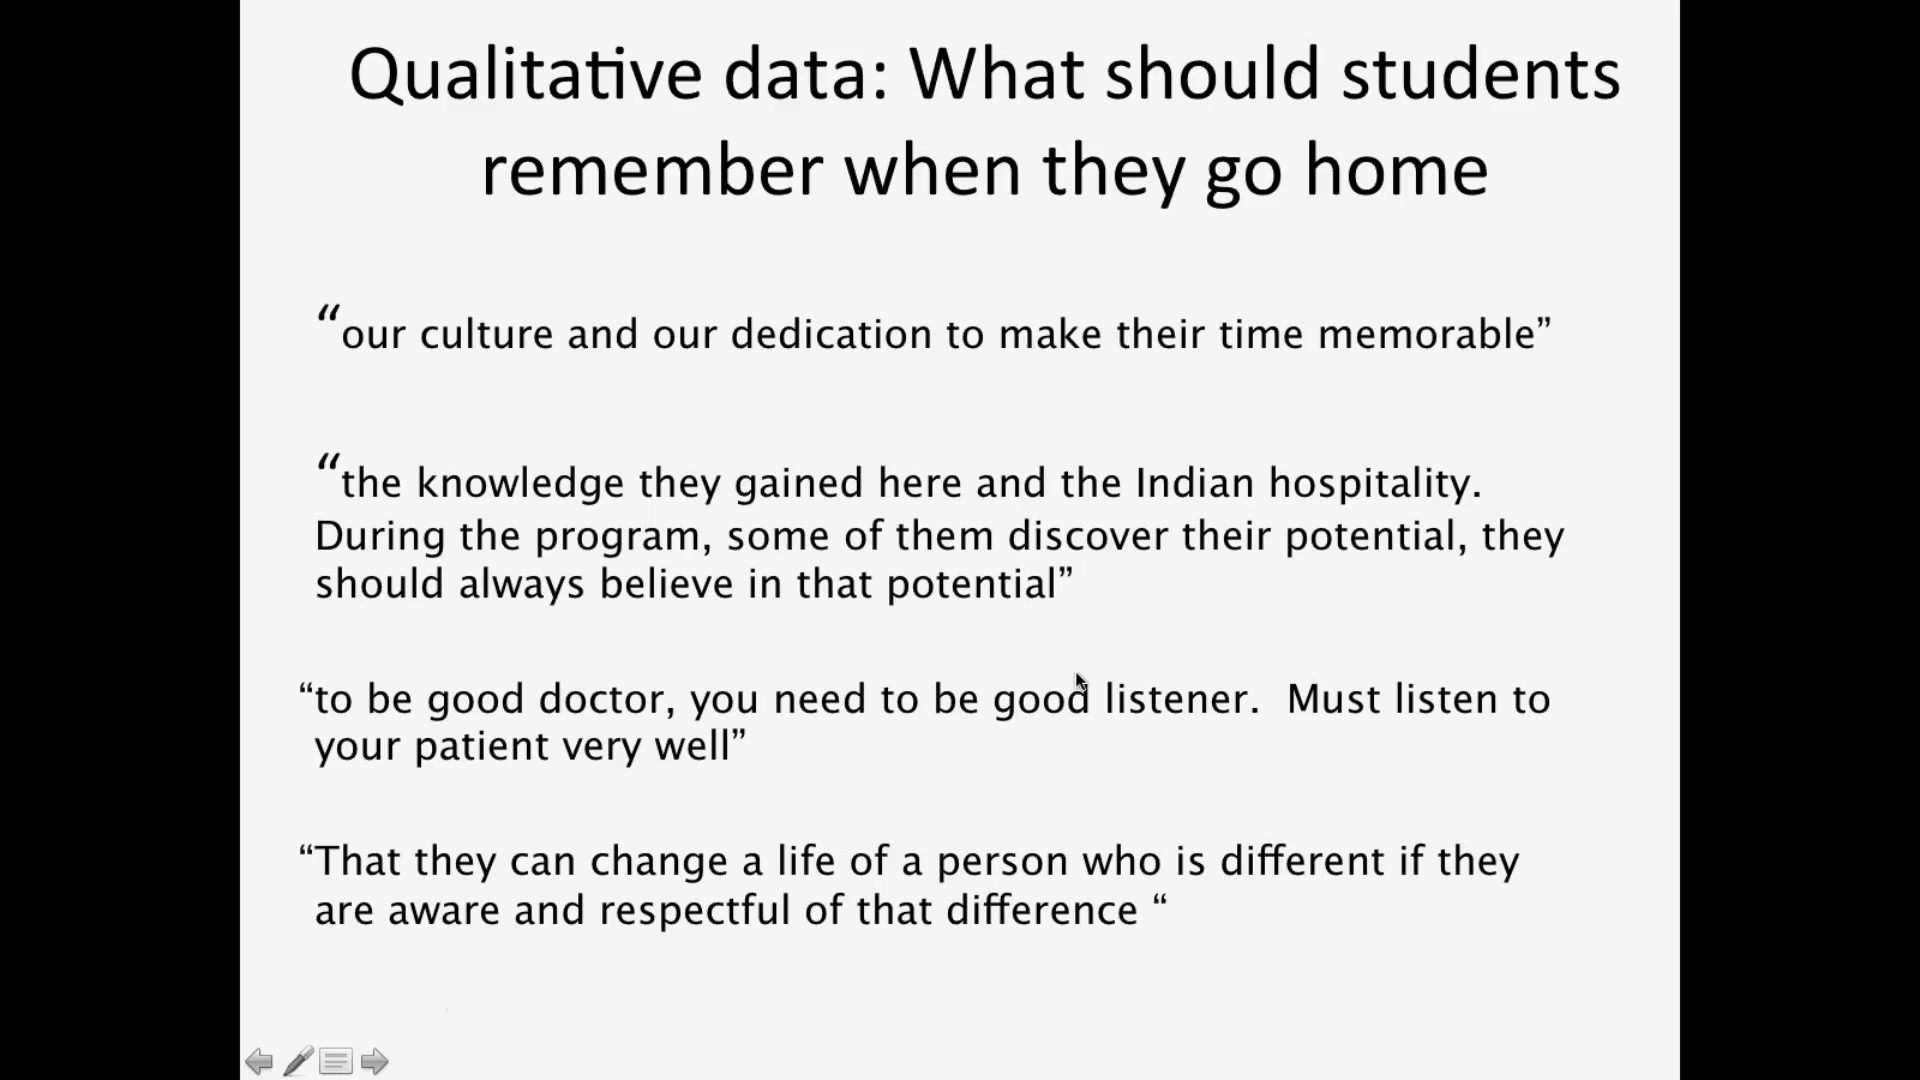 Qualitative data: What should students
remember when they go home
“our culture and our dedication to make their time memorable”
“the knowledge they gained here and the Indian hospitality.
During the program, some of them discover their potential, they
should always believe in that potential”
“to be good doctor, you need to be good listener.  Must listen to
your patient very well”
“That they can change a life of a person who is different if they
are aware and respectful of that difference “